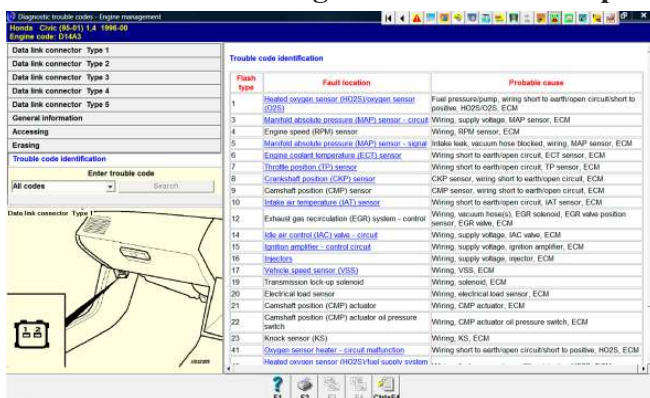 Diagnostic trouble codes - Engine management
Honda Civic (95-01) 1,4 1996-00
Engine code: D14A3
Data link connector Type 1
Data link connector Type 2
Data link connector Type 3
Data link connector Type 4
Data link connector Type 5
General information
Accessing
Erasing
Trouble code identification
Enter trouble code
All codes
Search
Data link connector Type 1
1 2
Trouble code identification
Flash type Fault location Probable cause
1 Heated oxygen sensor (HO2S)/oxygen sensor (O2S) Fuel pressure/pump, wiring short to earth/open circuit/short to positive, HO2S/O2S, ECM
3 Manifold absolute pressure (MAP) sensor - circuit Wiring, supply voltage, MAP sensor, ECM
4 Engine speed (RPM) sensor Wiring, RPM sensor, ECM
5 Manifold absolute pressure (MAP) sensor - signal Intake leak, vacuum hose blocked, wiring, MAP sensor, ECM
6 Engine coolant temperature (ECT) sensor Wiring short to earth/open circuit, ECT sensor, ECM
7 Throttle position (TP) sensor Wiring short to earth/open circuit, TP sensor, ECM
8 Crankshaft position (CKP) sensor CKP sensor, wiring short to earth/open circuit, ECM
9 Camshaft position (CMP) sensor CMP sensor, wiring short to earth/open circuit, ECM
10 Intake air temperature (IAT) sensor Wiring short to earth/open circuit, IAT sensor, ECM
12 Exhaust gas recirculation (EGR) system - control Wiring, vacuum hose(s), EGR solenoid, EGR valve position sensor, EGR valve, ECM
14 Idle air control (IAC) valve - circuit Wiring, supply voltage, IAC valve, ECM
15 Ignition amplifier - control circuit Wiring, supply voltage, ignition amplifier, ECM
16 Injectors Wiring, supply voltage, injector, ECM
17 Vehicle speed sensor (VSS) Wiring, VSS, ECM
19 Transmission lock-up solenoid Wiring, solenoid, ECM
20 Electrical load sensor Wiring, electrical load sensor, ECM
21 Camshaft position (CMP) actuator Wiring, CMP actuator, ECM
22 Camshaft position (CMP) actuator oil pressure switch Wiring, CMP actuator oil pressure switch, ECM
23 Knock sensor (KS) Wiring, KS, ECM
41 Oxygen sensor heater - circuit malfunction Wiring short to earth/open circuit/short to positive, HO2S, ECM
Heated oxygen sensor (HO2S)/fuel supply system
F1 F2 F3 F4 Ctrl+F4